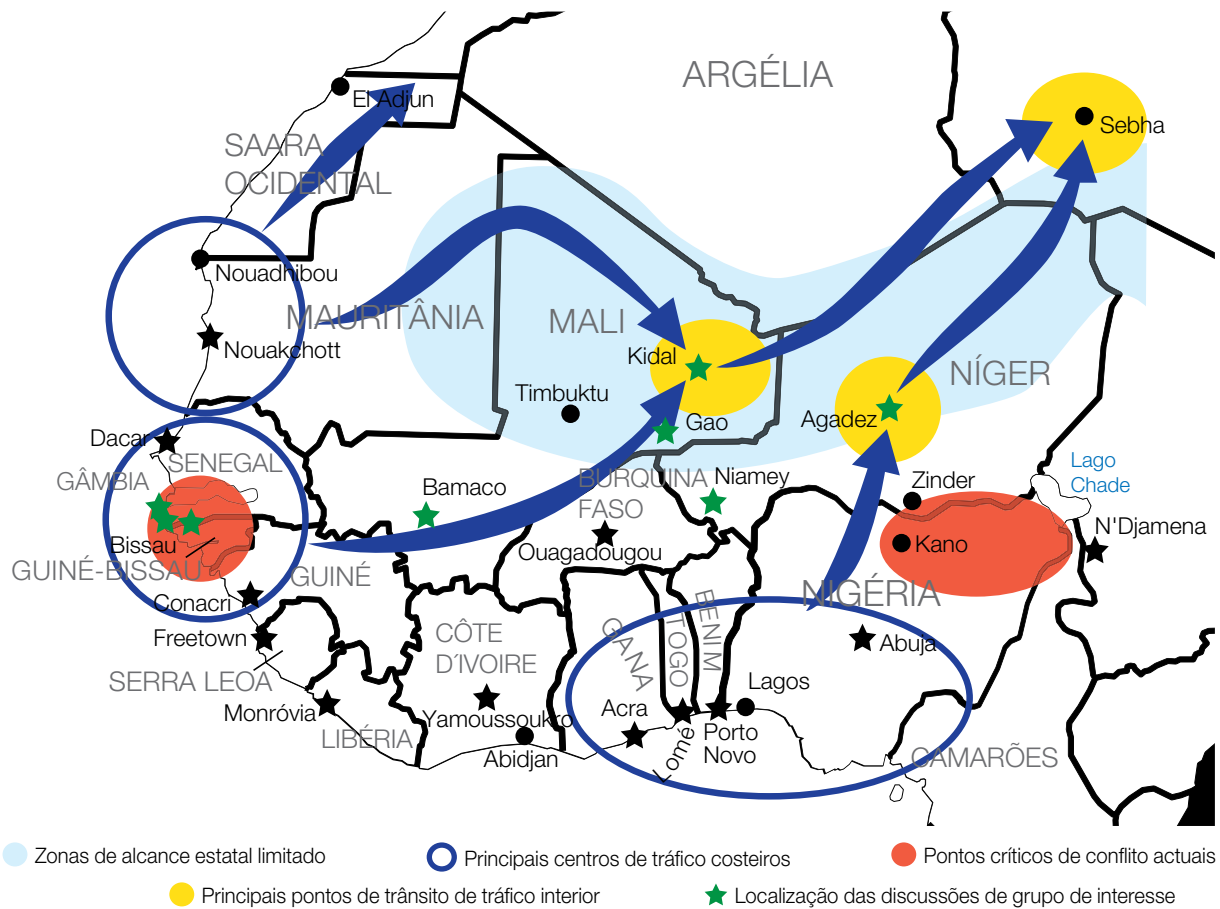 ARGÉLIA
El Adjun
Sebha
SAARA
OCIDENTAL
Nouadhibou
MAURITÂNIA
MALI
Nouakchott
Kidal
NÍGER
Timbuktu
Gao
Agadez
Dacar
SENEGAL
GÂMBIA
Bamaco
BURQUINA
FASO
Niamey
Zinder
Lago
Chade
N'Djamena
Bissau
Ouagadougou
Kano
GUINÉ-BISSAU
GUINÉ
Conacri
NIGÉRIA
Freetown
CÔTE
D´IVOIRE
GANA
TOGO
BENIM
Abuja
SERRA LEOA
Monróvia
LIBÉRIA
Yamoussoukro
Abidjan
Acra
Lomé
Lagos
Porto
Novo
CAMARÕES
Zonas de alcance estatal limitado
Principais centros de tráfico costeiros
Pontos críticos de conflito actuais
Principais pontos de trânsito de tráfico interior
Localização das discussões de grupo de interesse